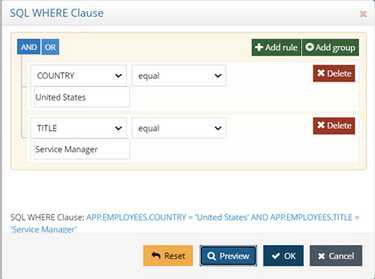 SQL WHERE Clause
AND OR
Add rule Add group
COUNTRY equal Delete
United States
TITLE equal Delete
Service Manager
SQL WHERE Clause: APP.EMPLOYEES.COUNTRY = 'United States' AND APP.EMPLOYEES.TITLE =
'Service Manager'
Reset Preview OK Cancel